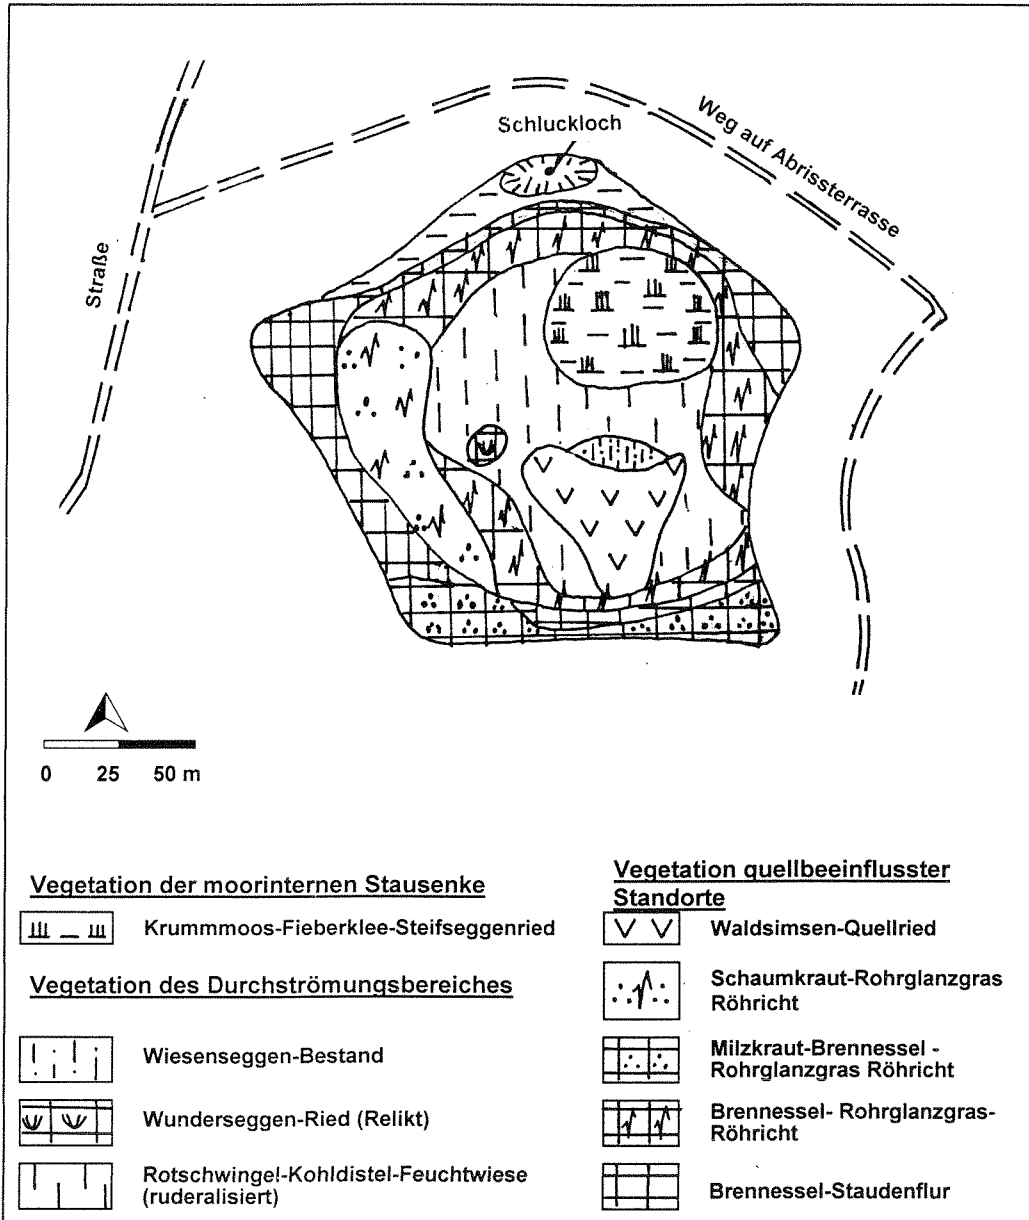 Schluckloch
Weg auf Abrissterrasse
Straße
0 25 50 m
Vegetation der moorinternen Stausenke
Krummmoos-Fieberklee-Steifseggenried
Vegetation des Durchströmungsbereiches
Wiesenseggen-Bestand
Wunderseggen-Ried (Relikt)
Rotschwingel-Kohldistel-Feuchtwiese
(ruderalisiert)
Vegetation quellbeeinflusster
Standorte
Waldsimsen-Quellried
Schaumkraut-Rohrglanzgras
Röhricht
Milzkraut-Brennessel -
Rohrglanzgras Röhricht
Brennessel- Rohrglanzgras-
Röhricht
Brennessel-Staudenflur